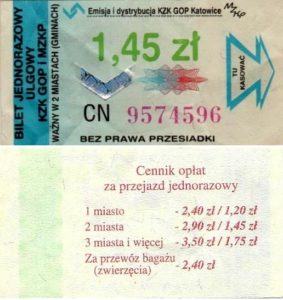 BILET JEDNORAZOWY
ULGOWY
KZK GOP I MZKP
WAŻNY W 2 MIASTACH (GMINACH)
Emisja i dystrybucja KZK GOP Katowice
MZKP
1,45 zł
TU
KASOWAĆ
CN 9574596
BEZ PRAWA PRZESIADKI
Cennik opłat
za przejazd jednorazowy
1 miasto - 2,40 zł / 1,20 zł
2 miasta - 2,90 zł / 1,45 zł
3 miasta i więcej - 3,50 zł / 1,75 zł
Za przewóz bagażu
(zwierzęcia) - 2,40 zł